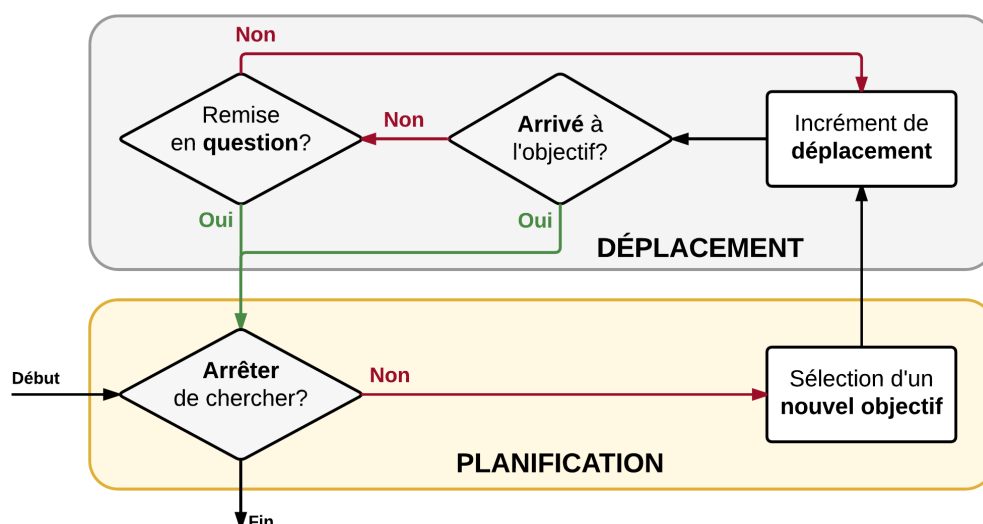 Non
Remise
en question?
Non
Arrivé à
l'objectif?
Incrément de
déplacement
Oui
Oui
DÉPLACEMENT
Début
Arrêter
de chercher?
Non
Sélection d'un
nouvel objectif
PLANIFICATION
Fin